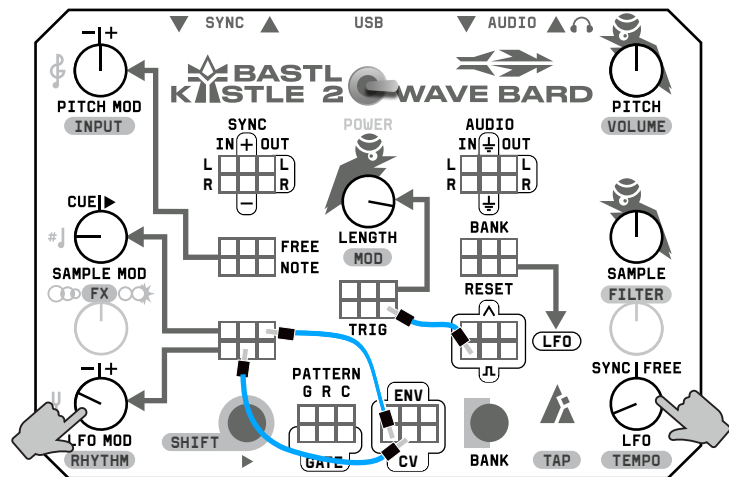 SYNC USB AUDIO
- + BASTL
KASTLE 2 WAVE BARD
PITCH MOD
INPUT
POWER
PITCH
VOLUME
SYNC
IN + OUT
L L
R R
-
AUDIO
IN OUT
L L
R R
CUE
SAMPLE MOD
FX
FREE
NOTE
LENGTH
MOD
BANK
RESET
SAMPLE
FILTER
TRIG
LFO
PATTERN
G R C
GATE
ENV
CV
SYNC FREE
- +
LFO MOD
RHYTHM
SHIFT
BANK
TAP
LFO
TEMPO